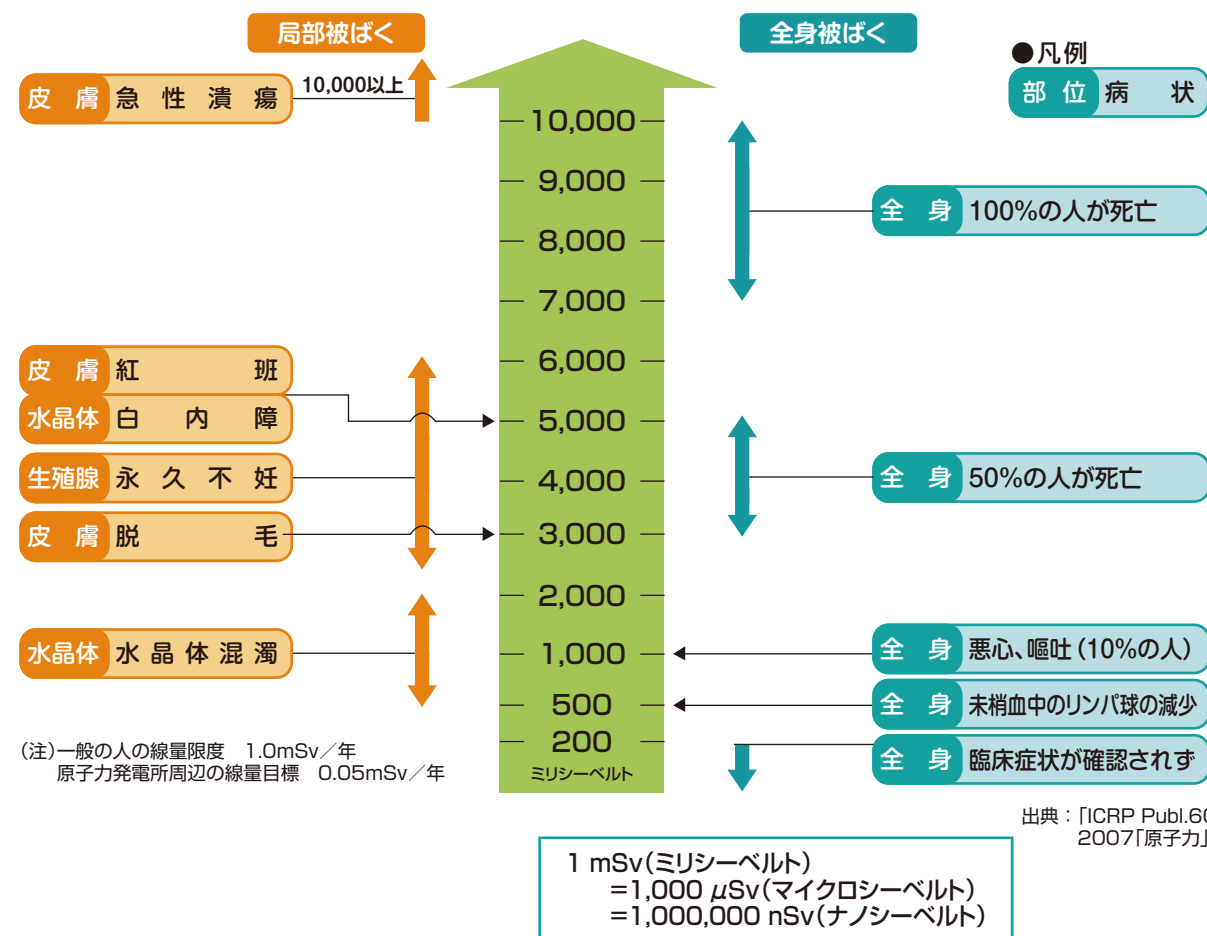 局部被ばく
全身被ばく
●凡例
部位 病状
皮膚 急性潰瘍
10,000以上
10,000
9,000
全身 100%の人が死亡
8,000
7,000
皮膚 紅班
6,000
水晶体 白内障
5,000
生殖腺 永久不妊
4,000
全身 50%の人が死亡
皮膚 脱毛
3,000
2,000
水晶体 水晶体混濁
1,000
全身 悪心、嘔吐(10%の人)
500
全身 未梢血中のリンパ球の減少
200
全身 臨床症状が確認されず
ミリシーベルト
(注)一般の人の線量限度 1.0mSv/年
原子力発電所周辺の線量目標 0.05mSv/年
出典:「ICRP Publ.60
2007「原子力」
1 mSv(ミリシーベルト)
=1,000 μSv(マイクロシーベルト)
=1,000,000 nSv(ナノシーベルト)